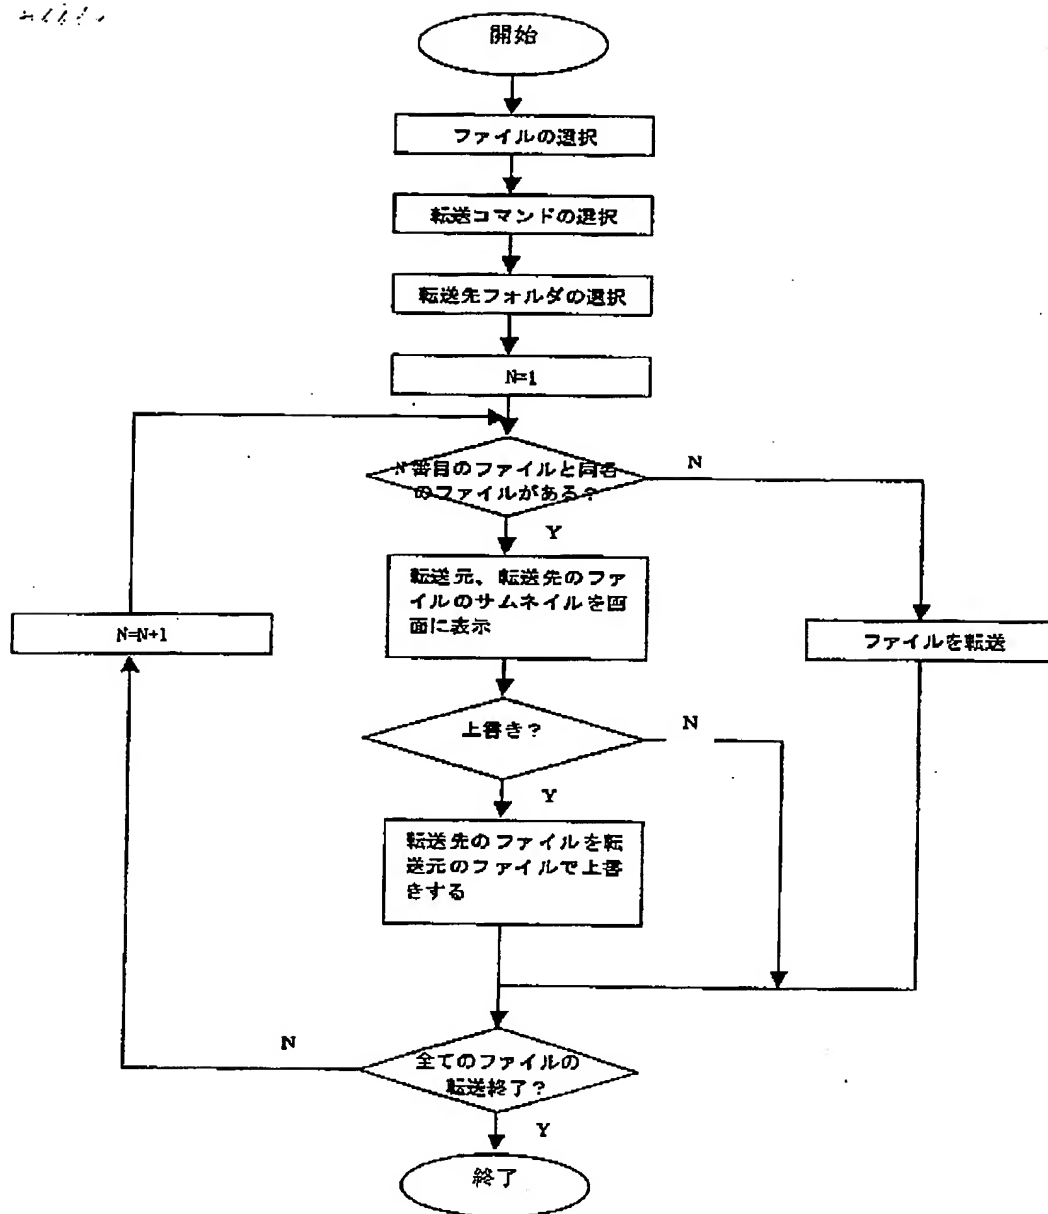 開始
ファイルの選択
転送コマンドの選択
転送先フォルダの選択
N=1
N番目のファイルと同名
のファイルがある?
N
Y
転送元、転送先のファ
イルのサムネイルを画
面に表示
N=N+1
ファイルを転送
上書き?
N
Y
転送先のファイルを転
送元のファイルで上書
きする
N
全てのファイルの
転送終了?
Y
終了